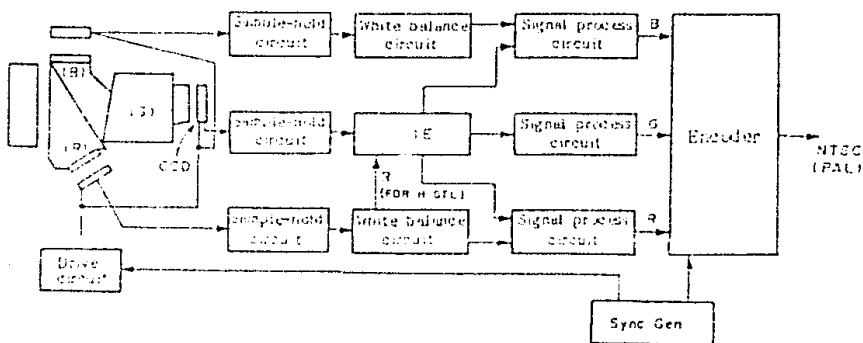 Sample-hold
circuit
White balance
circuit
Signal process
circuit
B
(B)
(G)
(R)
CCD
Sample-hold
circuit
IE
Signal process
circuit
G
Encoder
NTSC
(PAL)
R
(FOR H DTL)
Sample-hold
circuit
White balance
circuit
Signal process
circuit
R
Drive
circuit
Sync Gen